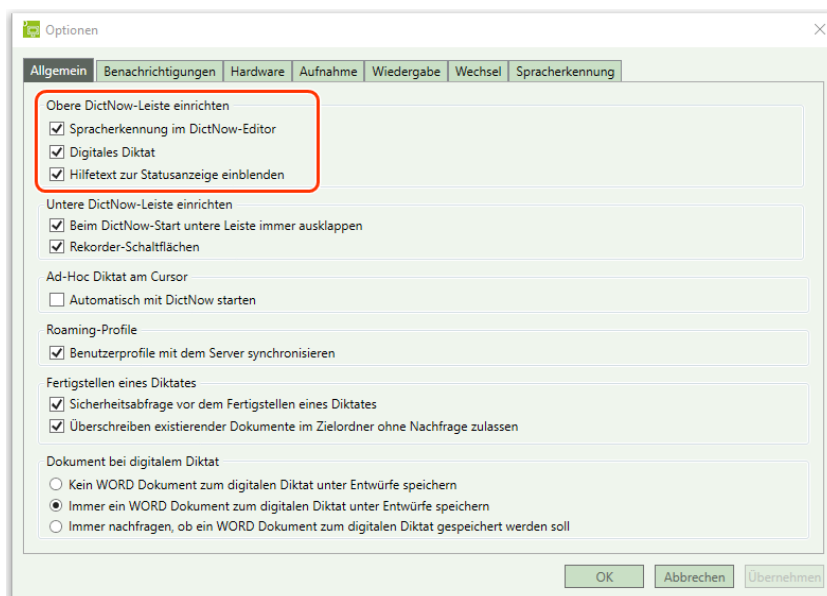 Optionen
Allgemein Benachrichtigungen Hardware Aufnahme Wiedergabe Wechsel Spracherkennung
Obere DictNow-Leiste einrichten
Spracherkennung im DictNow-Editor
Digitales Diktat
Hilfetext zur Statusanzeige einblenden
Untere DictNow-Leiste einrichten
Beim DictNow-Start untere Leiste immer ausklappen
Rekorder-Schaltflächen
Ad-Hoc Diktat am Cursor
Automatisch mit DictNow starten
Roaming-Profile
Benutzerprofile mit dem Server synchronisieren
Fertigstellen eines Diktates
Sicherheitsabfrage vor dem Fertigstellen eines Diktates
Überschreiben existierender Dokumente im Zielordner ohne Nachfrage zulassen
Dokument bei digitalem Diktat
Kein WORD Dokument zum digitalen Diktat unter Entwürfe speichern
Immer ein WORD Dokument zum digitalen Diktat unter Entwürfe speichern
Immer nachfragen, ob ein WORD Dokument zum digitalen Diktat gespeichert werden soll
OK Abbrechen Übernehmen